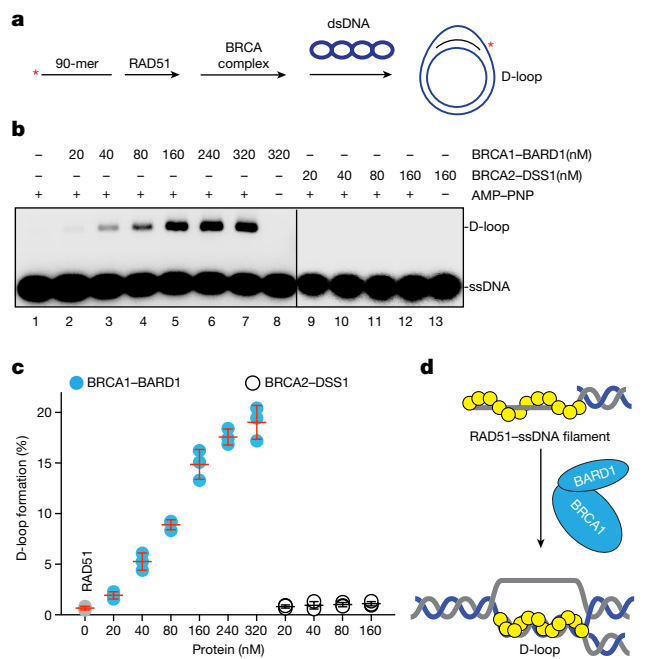 a
* 90-mer RAD51 BRCA complex dsDNA * D-loop
b
– 20 40 80 160 240 320 320 – – – – – BRCA1–BARD1(nM)
– – – – – – – – 20 40 80 160 160 BRCA2–DSS1(nM)
+ + + + + + + – + + + + – AMP–PNP
D-loop
ssDNA
1 2 3 4 5 6 7 8 9 10 11 12 13
c
BRCA1–BARD1 BRCA2–DSS1
D-loop formation (%)
20
15
10
5
0
RAD51
0 20 40 80 160 240 320 20 40 80 160
Protein (nM)
d
RAD51–ssDNA filament
BARD1
BRCA1
D-loop